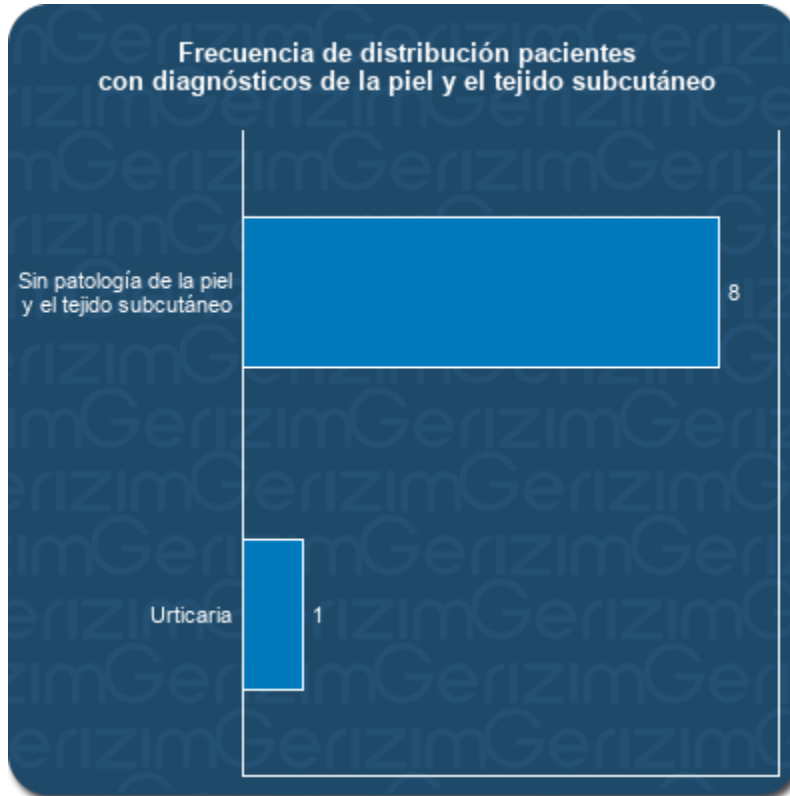 Frecuencia de distribución pacientes
con diagnósticos de la piel y el tejido subcutáneo
Sin patología de la piel
y el tejido subcutáneo
8
Urticaria
1